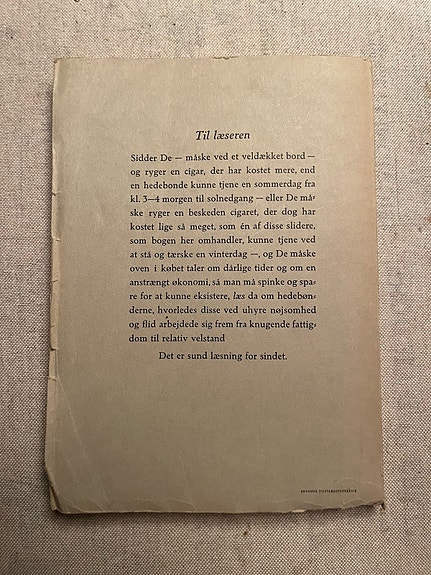 Til læseren
Sidder De — måske ved et veldækket bord —
og ryger en cigar, der har kostet mere, end
en hedebonde kunne tjene en sommerdag fra
kl. 3—4 morgen til solnedgang — eller De må-
ske ryger en beskeden cigaret, der dog har
kostet lige så meget, som én af disse slidere,
som bogen her omhandler, kunne tjene ved
at stå og tærske en vinterdag —, og De måske
oven i købet taler om dårlige tider og om en
anstrængt økonomi, så man må spinke og spa-
re for at kunne eksistere, læs da om hedebøn-
derne, hvorledes disse ved uhyre nøjsomhed
og flid arbejdede sig frem fra knugende fattig-
dom til relativ velstand
Det er sund læsning for sindet.